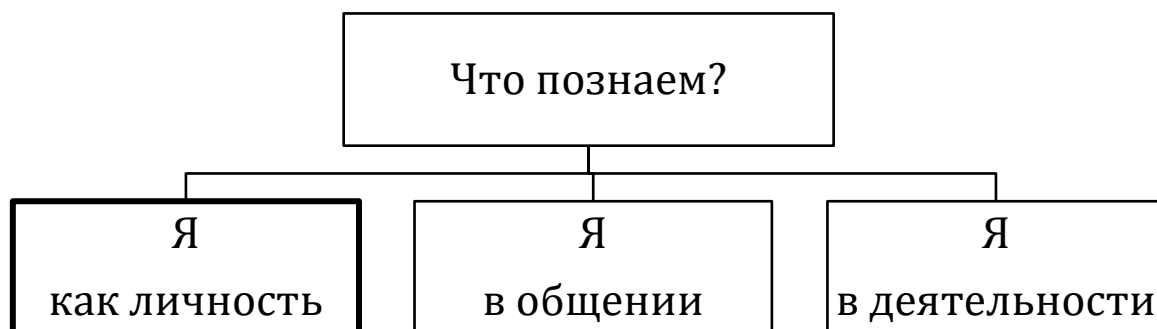 Что познаем?
Я
как личность
Я
в общении
Я
в деятельности